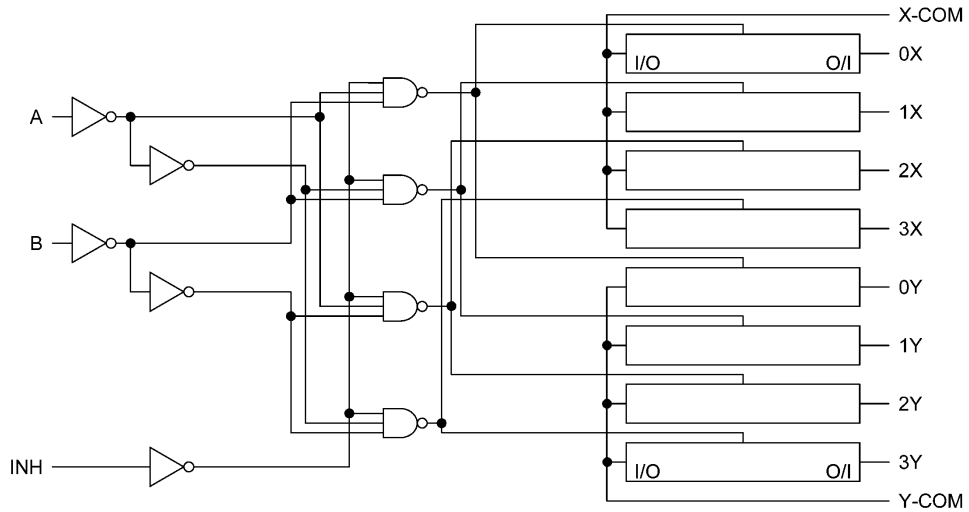 X-COM
I/O O/I 0X
1X
A
2X
3X
B
0Y
1Y
2Y
INH
I/O O/I 3Y
Y-COM